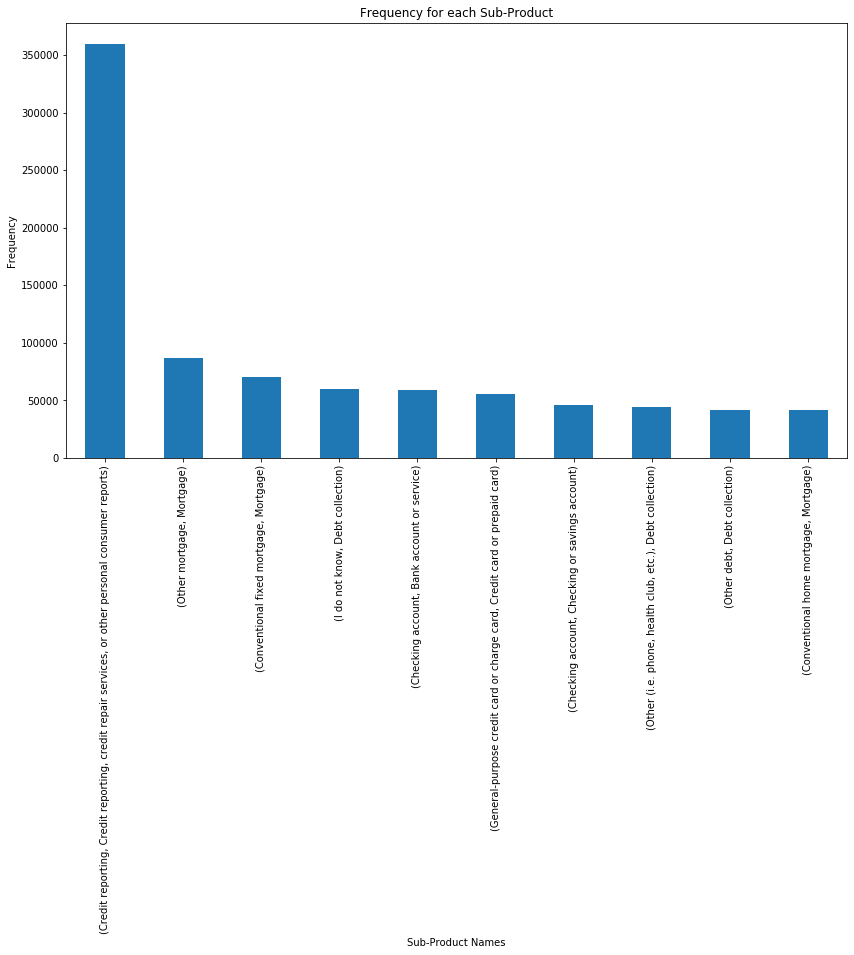 Frequency for each Sub-Product
350000
300000
250000
200000
150000
100000
50000
0
Frequency
(Credit reporting, Credit reporting, credit repair services, or other personal consumer reports)
(Other mortgage, Mortgage)
(Conventional fixed mortgage, Mortgage)
(I do not know, Debt collection)
(Checking account, Bank account or service)
(General-purpose credit card or charge card, Credit card or prepaid card)
(Checking account, Checking or savings account)
(Other (i.e. phone, health club, etc.), Debt collection)
(Other debt, Debt collection)
(Conventional home mortgage, Mortgage)
Sub-Product Names